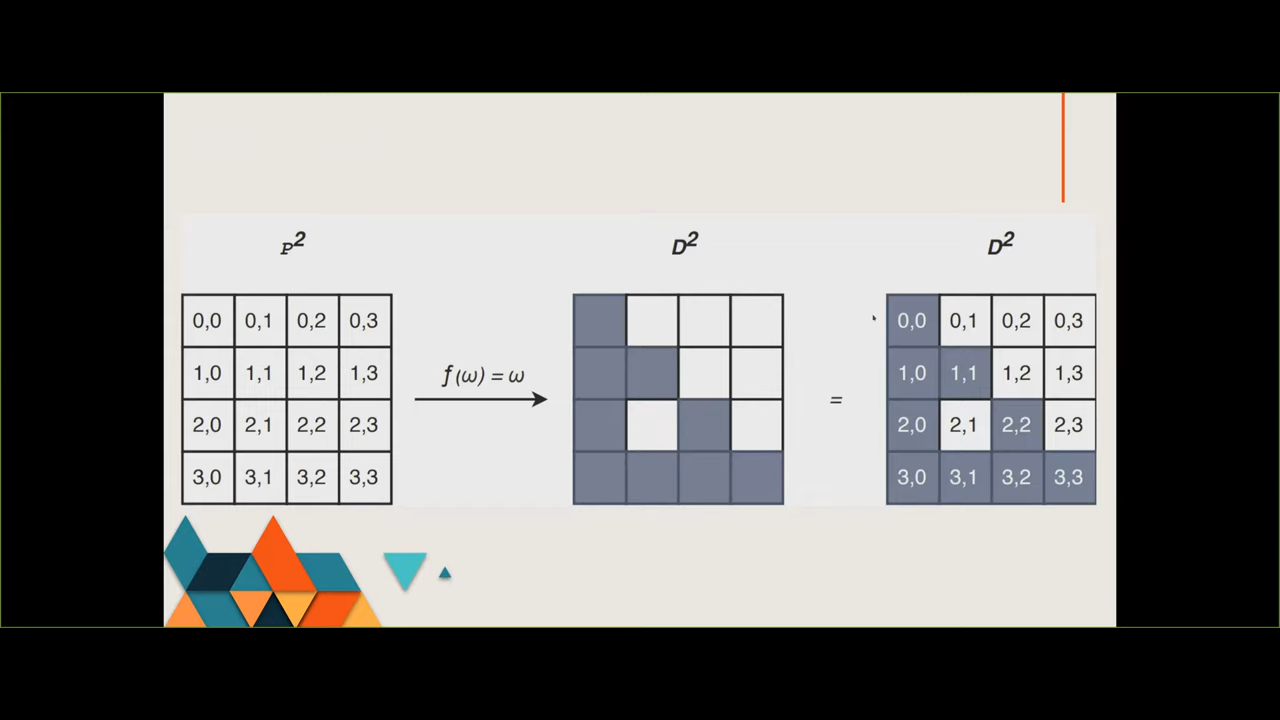 P²
D²
D²
0,0 0,1 0,2 0,3
1,0 1,1 1,2 1,3
2,0 2,1 2,2 2,3
3,0 3,1 3,2 3,3
f(ω) = ω
=
0,0 0,1 0,2 0,3
1,0 1,1 1,2 1,3
2,0 2,1 2,2 2,3
3,0 3,1 3,2 3,3